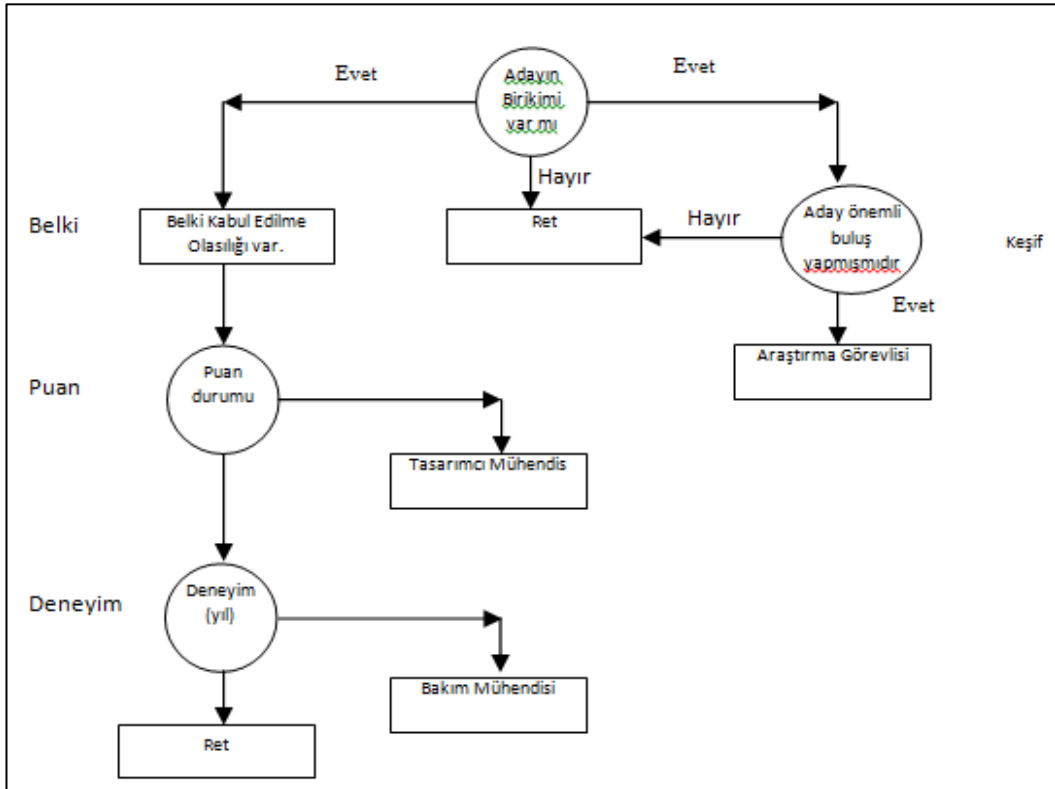 Evet
Evet
Adayın
Birikimi
var mı
Hayır
Belki
Belki Kabul Edilme
Olasılığı var.
Ret
Hayır
Aday önemli
buluş
yapmışmıdır
Keşif
Evet
Araştırma Görevlisi
Puan
Puan
durumu
Tasarımcı Mühendis
Deneyim
Deneyim
(yıl)
Bakım Mühendisi
Ret